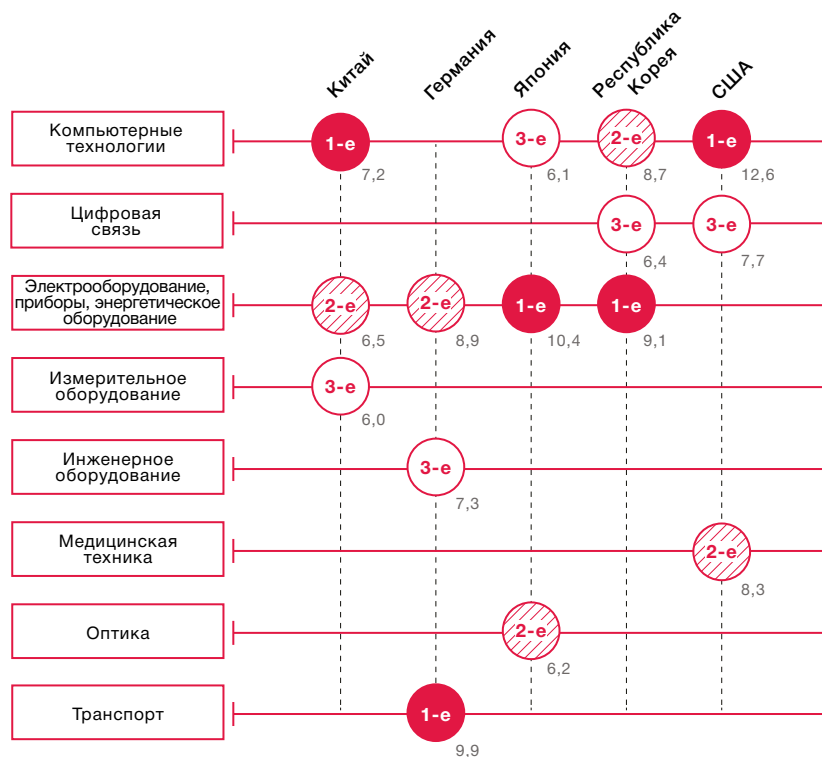 Китай
Германия
Япония
Республика
Корея
США
Компьютерные
технологии
1-е
3-е
2-е
1-е
7,2
6,1
8,7
12,6
Цифровая
связь
3-е
3-е
6,4
7,7
Электрооборудование,
приборы, энергетическое
оборудование
2-е
2-е
1-е
1-е
6,5
8,9
10,4
9,1
Измерительное
оборудование
3-е
6,0
Инженерное
оборудование
3-е
7,3
Медицинская
техника
2-е
8,3
Оптика
2-е
6,2
Транспорт
1-е
9,9